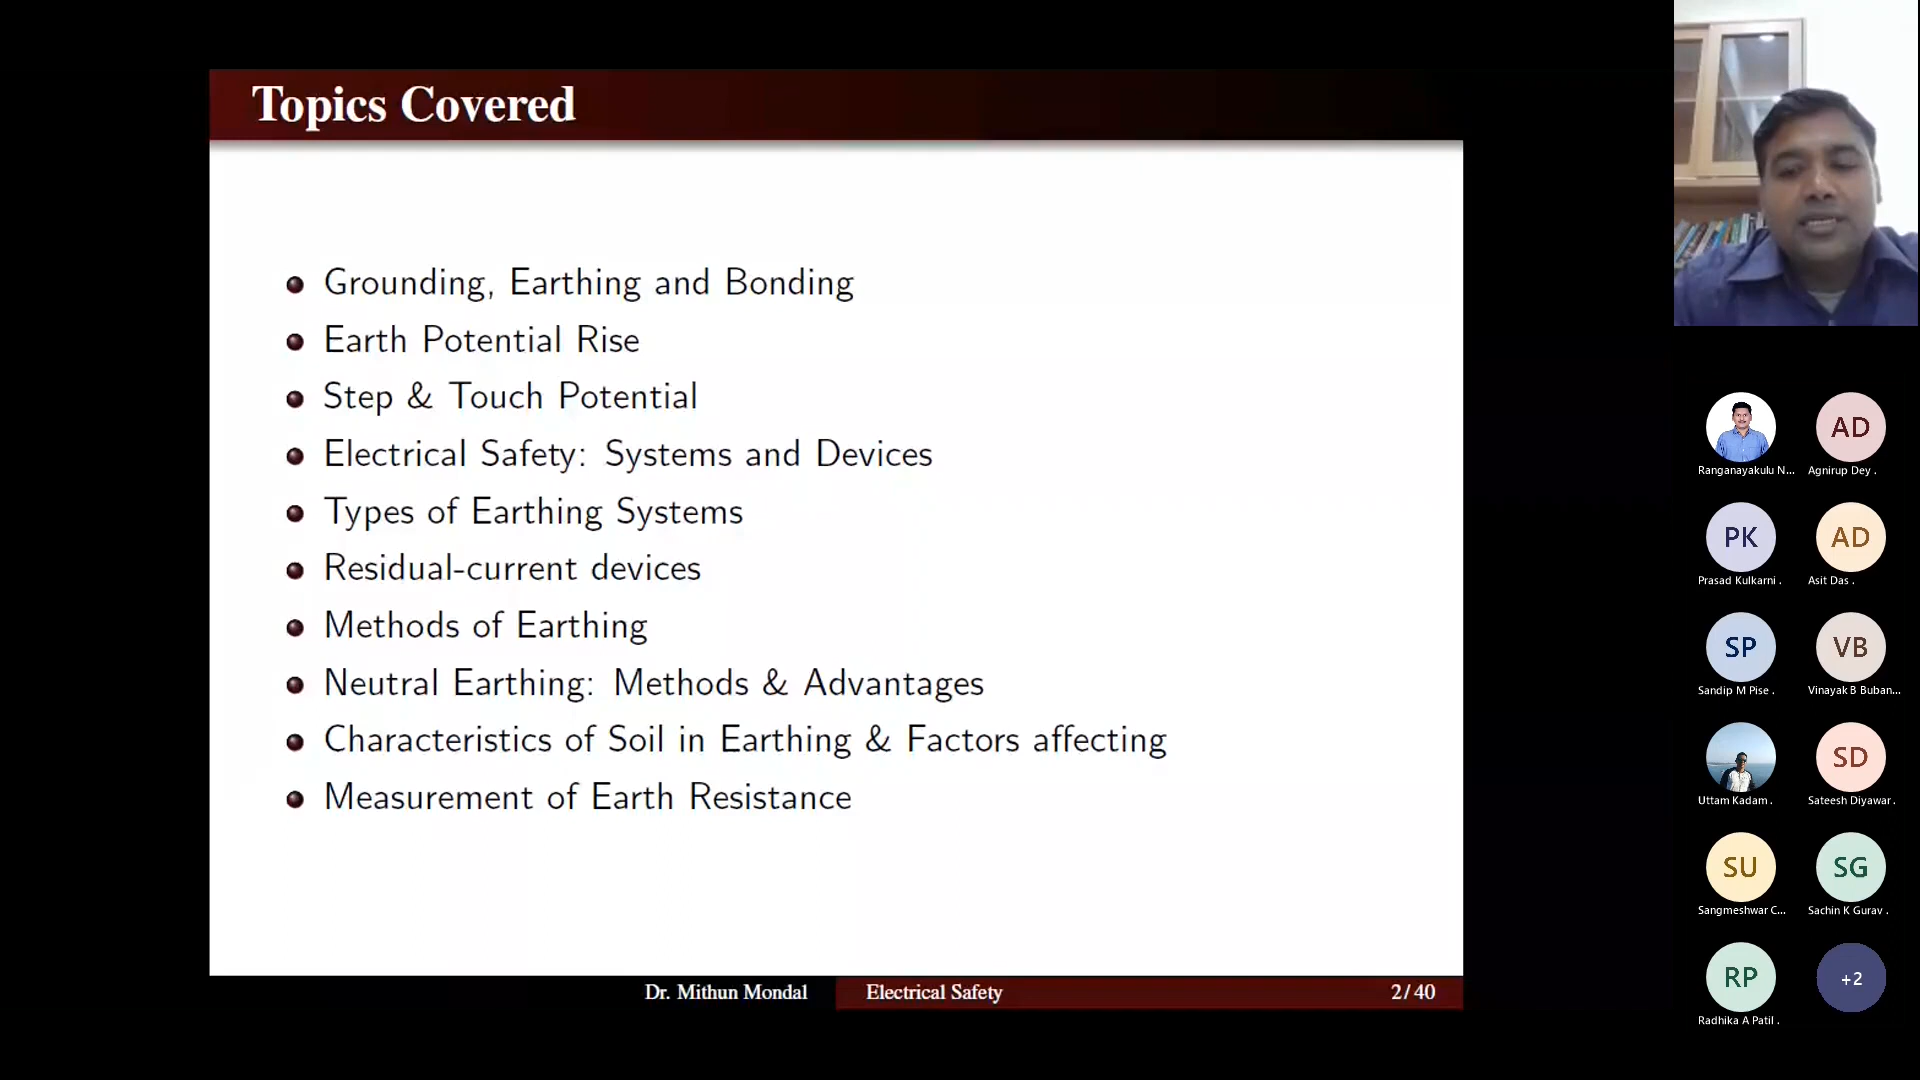 Topics Covered
Grounding, Earthing and Bonding
Earth Potential Rise
Step & Touch Potential
Electrical Safety: Systems and Devices
Types of Earthing Systems
Residual-current devices
Methods of Earthing
Neutral Earthing: Methods & Advantages
Characteristics of Soil in Earthing & Factors affecting
Measurement of Earth Resistance
Dr. Mithun Mondal
Electrical Safety
2/40
Ranganayakulu N...
AD
Agnirup Dey .
PK
Prasad Kulkarni .
AD
Asit Das .
SP
Sandip M Pise .
VB
Vinayak B Buban...
Uttam Kadam .
SD
Sateesh Diyawar .
SU
Sangmeshwar C...
SG
Sachin K Gurav .
RP
Radhika A Patil .
+2